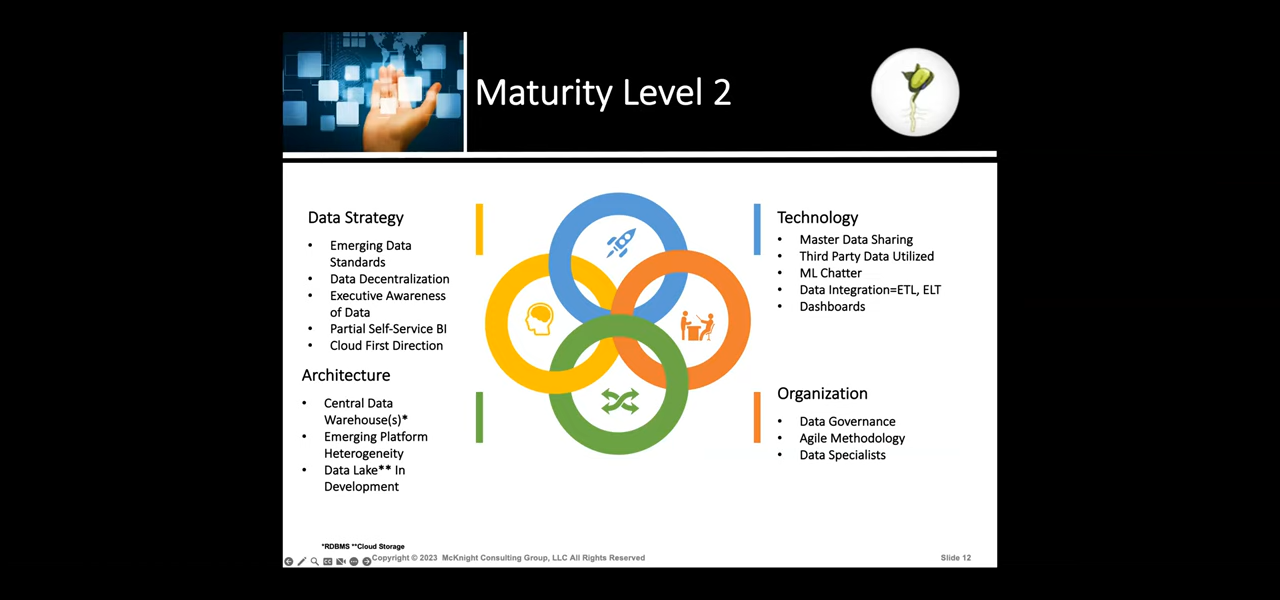 Maturity Level 2
Data Strategy
• Emerging Data
Standards
• Data Decentralization
• Executive Awareness
of Data
• Partial Self-Service BI
• Cloud First Direction
Architecture
• Central Data
Warehouse(s)*
• Emerging Platform
Heterogeneity
• Data Lake** In
Development
Technology
• Master Data Sharing
• Third Party Data Utilized
• ML Chatter
• Data Integration=ETL, ELT
• Dashboards
Organization
• Data Governance
• Agile Methodology
• Data Specialists
*RDBMS **Cloud Storage
Copyright © 2023 McKnight Consulting Group, LLC All Rights Reserved
Slide 12